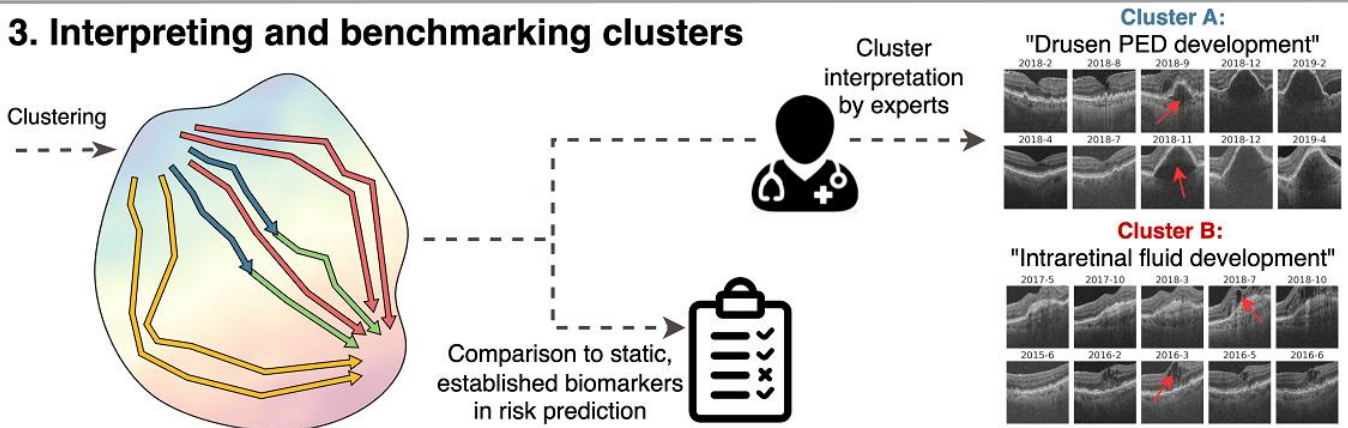 3. Interpreting and benchmarking clusters
Clustering
Cluster
interpretation
by experts
Comparison to static,
established biomarkers
in risk prediction
Cluster A:
"Drusen PED development"
2018-2 2018-8 2018-9 2018-12 2019-2
2018-4 2018-7 2018-11 2018-12 2019-4
Cluster B:
"Intraretinal fluid development"
2017-5 2017-10 2018-3 2018-7 2018-10
2015-6 2016-2 2016-3 2016-5 2016-6